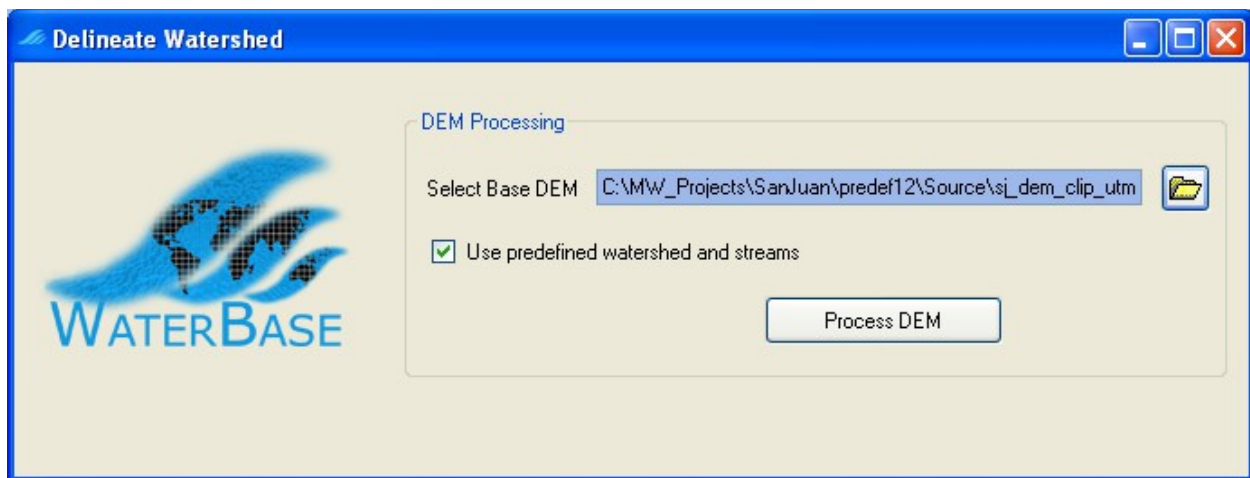 Delineate Watershed
DEM Processing
Select Base DEM C:\MW_Projects\SanJuan\predef12\Source\sj_dem_clip_utm
Use predefined watershed and streams
Process DEM
WATERBASE